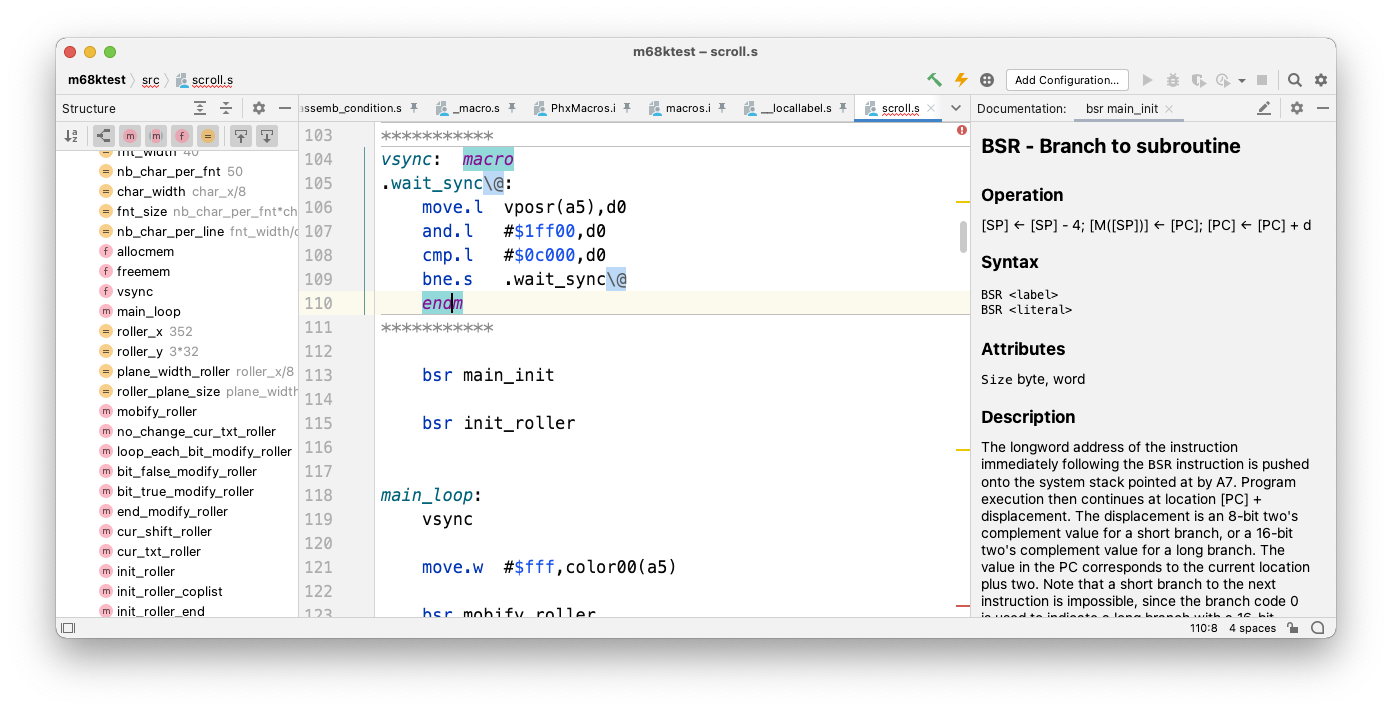 m68ktest – scroll.s
m68ktest src scroll.s Add Configuration...
Structure
ssemb_condition.s _macro.s PhxMacros.i macros.i __locallabel.s scroll.s
Documentation: bsr main_init
fnt_width 40
nb_char_per_fnt 50
char_width char_x/8
fnt_size nb_char_per_fnt*ch
nb_char_per_line fnt_width/c
allocmem
freemem
vsync
main_loop
roller_x 352
roller_y 3*32
plane_width_roller roller_x/8
roller_plane_size plane_width
mobify_roller
no_change_cur_txt_roller
loop_each_bit_modify_roller
bit_false_modify_roller
bit_true_modify_roller
end_modify_roller
cur_shift_roller
cur_txt_roller
init_roller
init_roller_coplist
init_roller_end
103 ***********
104 vsync: macro
105 .wait_sync\@:
106 move.l vposr(a5),d0
107 and.l #$1ff00,d0
108 cmp.l #$0c000,d0
109 bne.s .wait_sync\@
110 endm
111 ***********
112
113 bsr main_init
114
115 bsr init_roller
116
117
118 main_loop:
119 vsync
120
121 move.w #$fff,color00(a5)
122
123 bsr mobify_roller
BSR - Branch to subroutine
Operation
[SP] ← [SP] - 4; [M([SP])] ← [PC]; [PC] ← [PC] + d
Syntax
BSR <label>
BSR <literal>
Attributes
Size byte, word
Description
The longword address of the instruction
immediately following the BSR instruction is pushed
onto the system stack pointed at by A7. Program
execution then continues at location [PC] +
displacement. The displacement is an 8-bit two's
complement value for a short branch, or a 16-bit
two's complement value for a long branch. The
value in the PC corresponds to the current location
plus two. Note that a short branch to the next
instruction is impossible, since the branch code 0
is used to indicate a long branch with a 16-bit
110:8 4 spaces